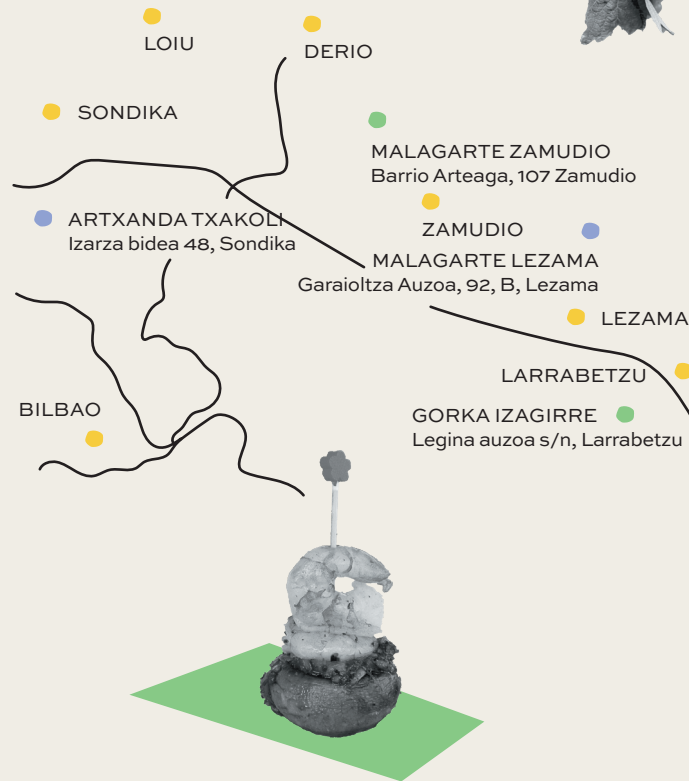 LOIU
DERIO
SONDIKA
MALAGARTE ZAMUDIO
Barrio Arteaga, 107 Zamudio
ARTXANDA TXAKOLI
Izarza bidea 48, Sondika
ZAMUDIO
MALAGARTE LEZAMA
Garaioltza Auzoa, 92, B, Lezama
LEZAMA
LARRABETZU
BILBAO
GORKA IZAGIRRE
Legina auzoa s/n, Larrabetzu